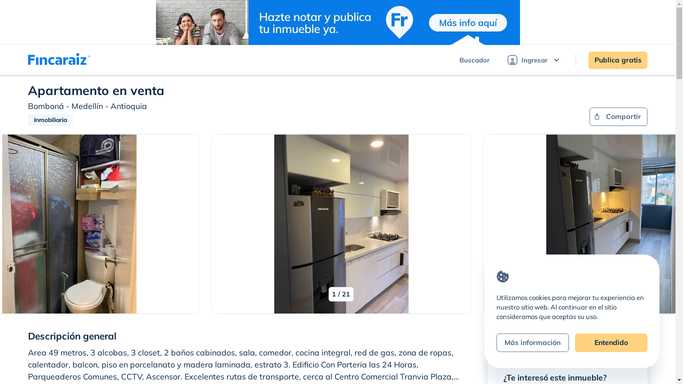 Hazte notar y publica
tu inmueble ya.
Fr
Más info aquí
Fincaraíz
Buscador
Ingresar
Publica gratis
Apartamento en venta
Bomboná - Medellín - Antioquia
Inmobiliaria
Compartir
1 / 21
Utilizamos cookies para mejorar tu experiencia en
nuestro sitio web. Al continuar en el sitio
consideramos que aceptas su uso.
Más información
Entendido
Descripción general
Area 49 metros, 3 alcobas, 3 closet, 2 baños cabinados, sala, comedor, cocina integral, red de gas, zona de ropas,
calentador, balcon, piso en porcelanato y madera laminada, estrato 3. Edificio Con Porteria las 24 Horas,
Parqueaderos Comunes, CCTV, Ascensor. Excelentes rutas de transporte, cerca al Centro Comercial Tranvia Plaza,...
¿Te interesó este inmueble?